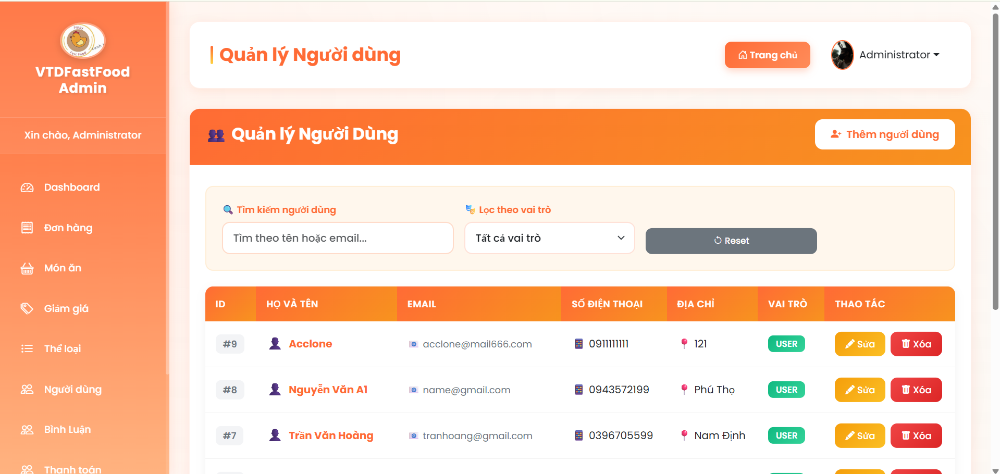 Pippy
Fast Food
VTDFastFood
Admin
Xin chào, Administrator
Dashboard
Đơn hàng
Món ăn
Giảm giá
Thể loại
Người dùng
Bình Luận
Thanh toán
Quản lý Người dùng
Trang chủ
Administrator
Quản lý Người Dùng
Thêm người dùng
Tìm kiếm người dùng
Lọc theo vai trò
Tìm theo tên hoặc email...
Tất cả vai trò
Reset
ID HỌ VÀ TÊN EMAIL SỐ ĐIỆN THOẠI ĐỊA CHỈ VAI TRÒ THAO TÁC
#9 Acclone acclone@mail666.com 0911111111 121 USER Sửa Xóa
#8 Nguyễn Văn A1 name@gmail.com 0943572199 Phú Thọ USER Sửa Xóa
#7 Trần Văn Hoàng tranhoang@gmail.com 0396705599 Nam Định USER Sửa Xóa